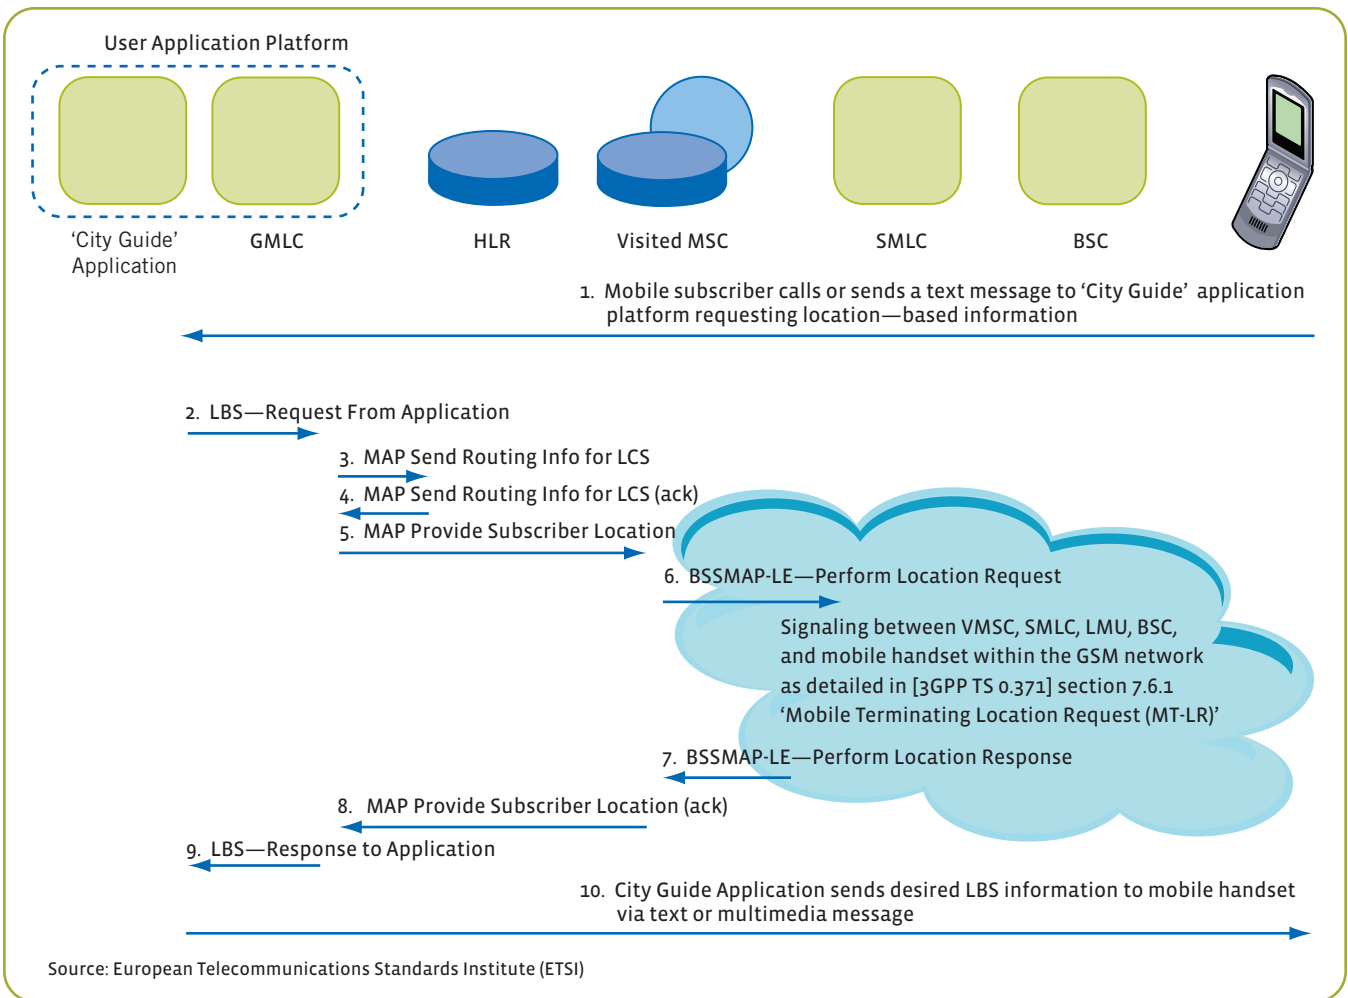 User Application Platform
'City Guide'
Application
GMLC
HLR
Visited MSC
SMLC
BSC
1. Mobile subscriber calls or sends a text message to 'City Guide' application
platform requesting location—based information
2. LBS—Request From Application
3. MAP Send Routing Info for LCS
4. MAP Send Routing Info for LCS (ack)
5. MAP Provide Subscriber Location
6. BSSMAP-LE—Perform Location Request
Signaling between VMSC, SMLC, LMU, BSC,
and mobile handset within the GSM network
as detailed in [3GPP TS 0.371] section 7.6.1
'Mobile Terminating Location Request (MT-LR)'
7. BSSMAP-LE—Perform Location Response
8. MAP Provide Subscriber Location (ack)
9. LBS—Response to Application
10. City Guide Application sends desired LBS information to mobile handset
via text or multimedia message
Source: European Telecommunications Standards Institute (ETSI)